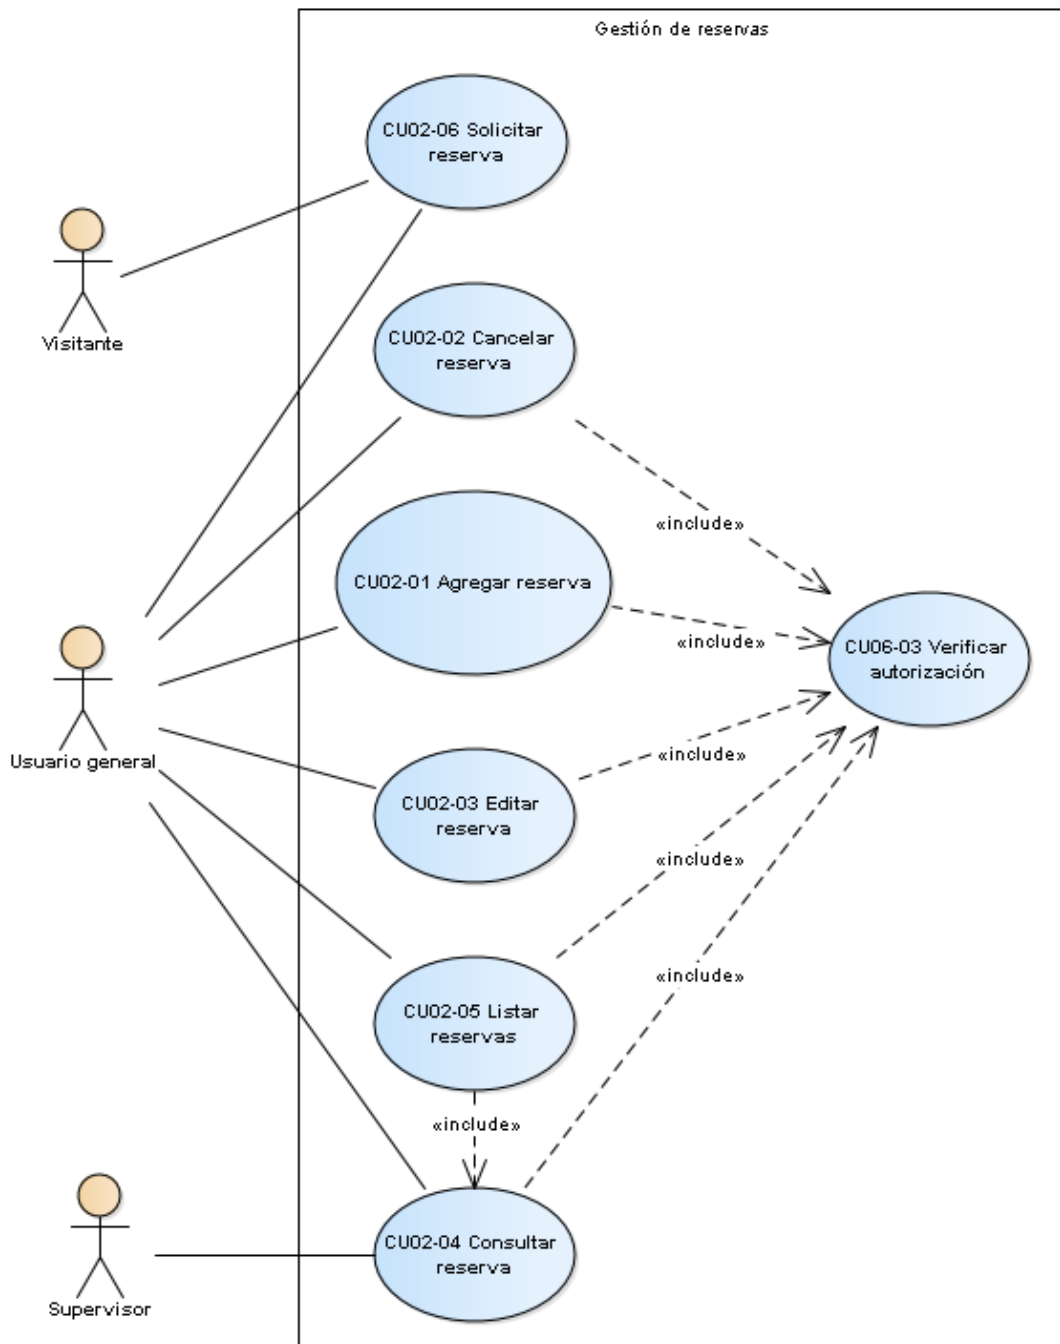 Gestión de reservas
CU02-06 Solicitar
reserva
Visitante
CU02-02 Cancelar
reserva
«include»
CU02-01 Agregar reserva
«include»
CU06-03 Verificar
autorización
Usuario general
«include»
CU02-03 Editar
reserva
«include»
«include»
CU02-05 Listar
reservas
«include»
CU02-04 Consultar
reserva
Supervisor